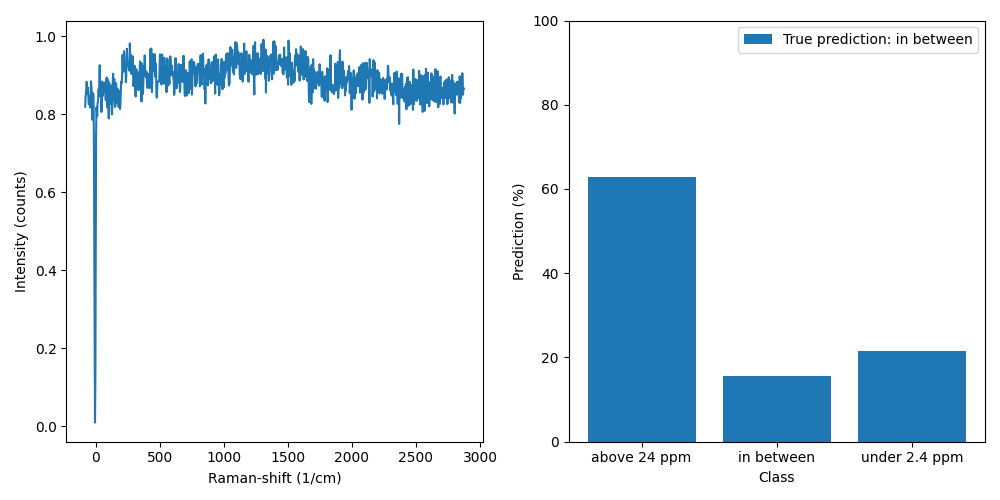 1.0
0.8
0.6
0.4
0.2
0.0
Intensity (counts)
0 500 1000 1500 2000 2500 3000
Raman-shift (1/cm)
100
80
60
40
20
0
Prediction (%)
True prediction: in between
above 24 ppm in between under 2.4 ppm
Class